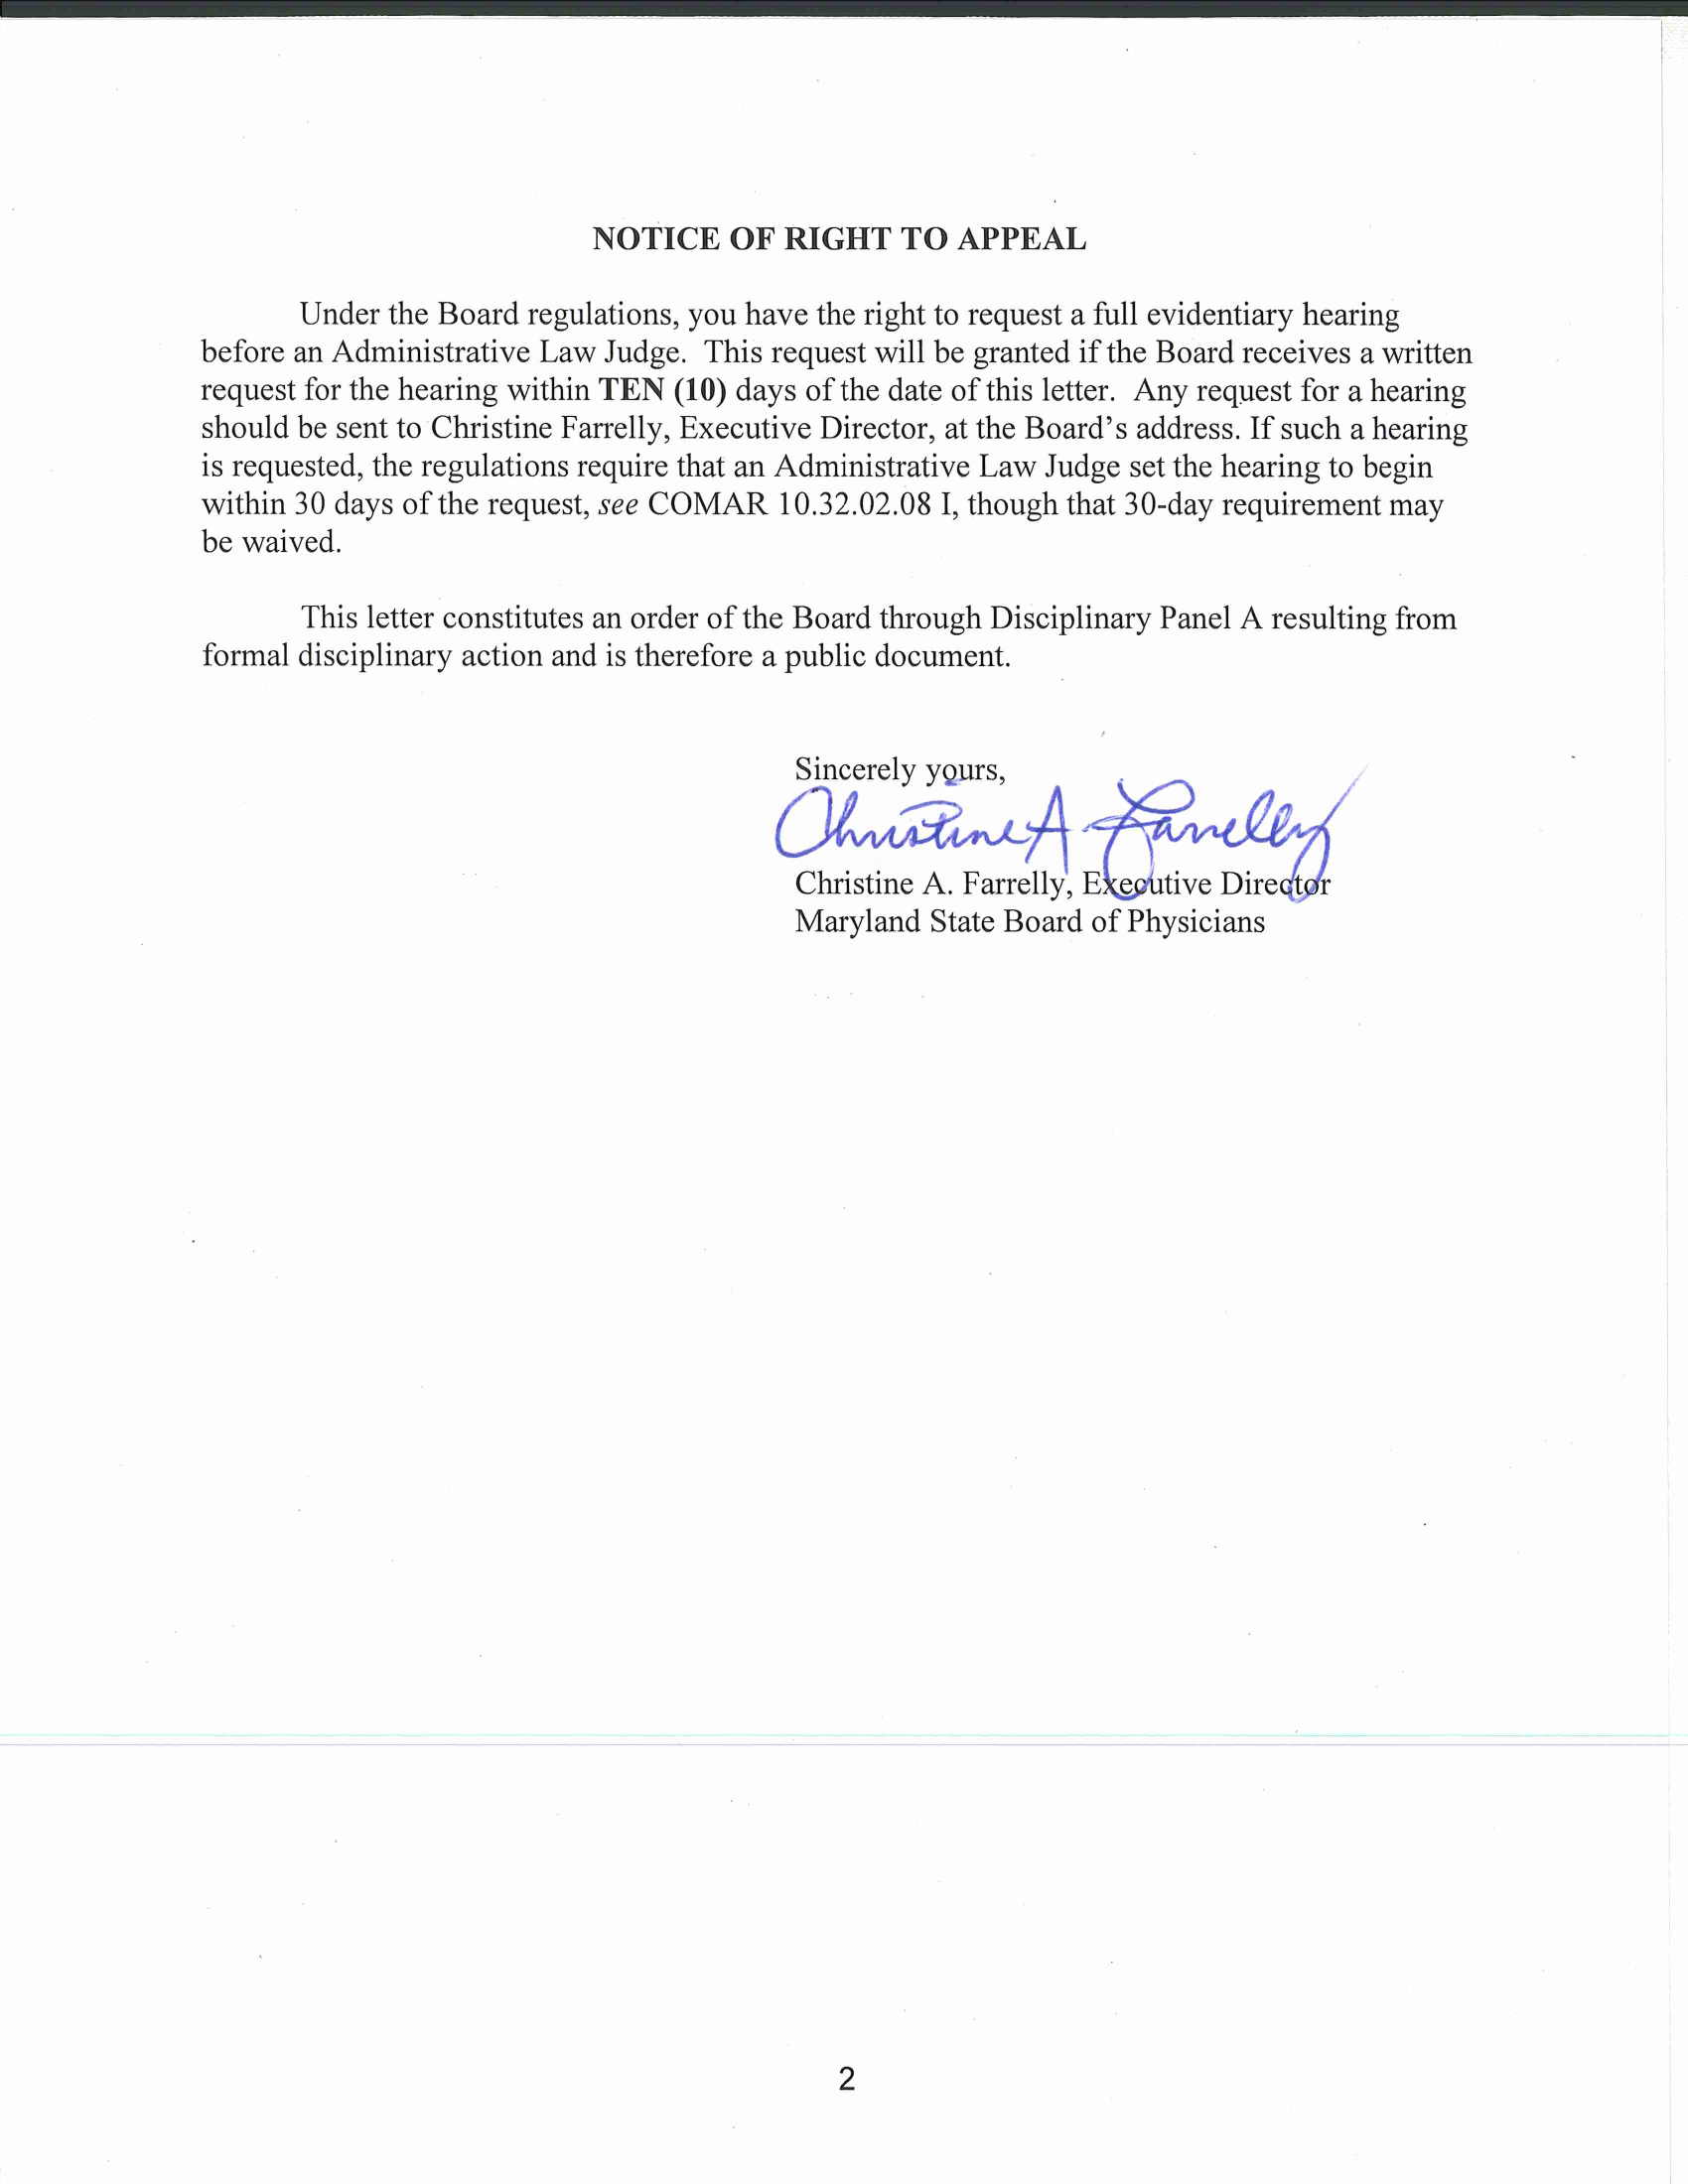 NOTICE OF RIGHT TO APPEAL
Under the Board regulations, you have the right to request a full evidentiary hearing
before an Administrative Law Judge.  This request will be granted if the Board receives a written
request for the hearing within TEN (10) days of the date of this letter.  Any request for a hearing
should be sent to Christine Farrelly, Executive Director, at the Board’s address. If such a hearing
is requested, the regulations require that an Administrative Law Judge set the hearing to begin
within 30 days of the request, see COMAR 10.32.02.08 I, though that 30-day requirement may
be waived.
This letter constitutes an order of the Board through Disciplinary Panel A resulting from
formal disciplinary action and is therefore a public document.
Sincerely yours,
Christine A Farrelly
Christine A. Farrelly, Executive Director
Maryland State Board of Physicians
2